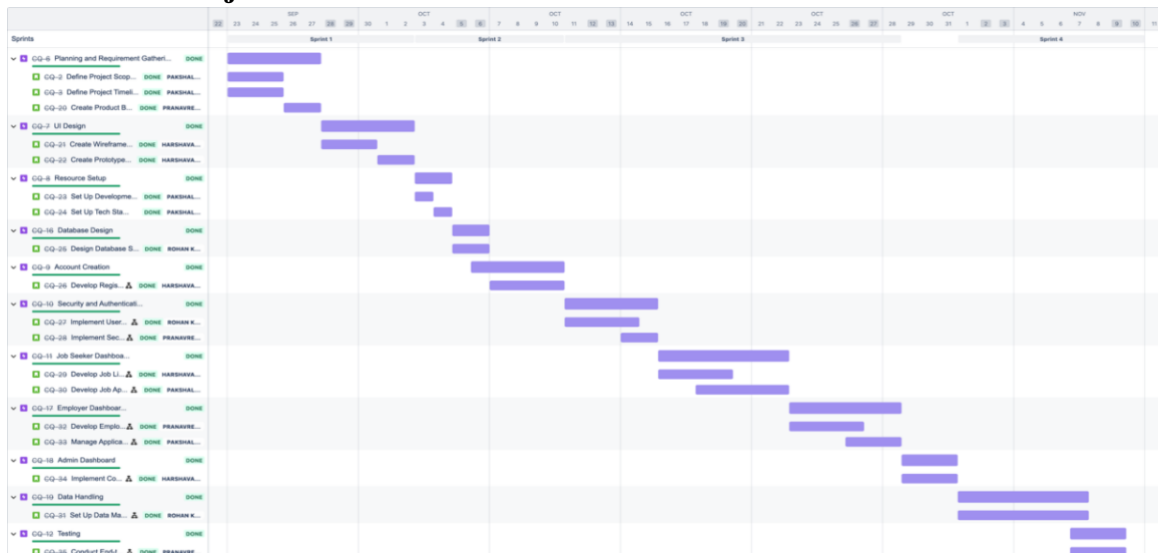 SEP OCT OCT OCT OCT NOV
22 23 24 25 26 27 28 29 30 1 2 3 4 5 6 7 8 9 10 11 12 13 14 15 16 17 18 19 20 21 22 23 24 25 26 27 28 29 30 31 1 2 3 4 5 6 7 8 9 10 11
Sprints Sprint 1 Sprint 2 Sprint 3 Sprint 4
CQ-6 Planning and Requirement Gatheri... DONE
CQ-2 Define Project Scop... DONE PAKSHAL...
CQ-3 Define Project Timeli... DONE PAKSHAL...
CQ-20 Create Product B... DONE PRANAVRE...
CQ-7 UI Design DONE
CQ-21 Create Wireframe... DONE HARSHAVA...
CQ-22 Create Prototype... DONE HARSHAVA...
CQ-8 Resource Setup DONE
CQ-23 Set Up Developme... DONE PAKSHAL...
CQ-24 Set Up Tech Sta... DONE PAKSHAL...
CQ-16 Database Design DONE
CQ-25 Design Database S... DONE ROHAN K...
CQ-9 Account Creation DONE
CQ-26 Develop Regis... DONE HARSHAVA...
CQ-10 Security and Authenticati... DONE
CQ-27 Implement User... DONE ROHAN K...
CQ-28 Implement Sec... DONE PRANAVRE...
CQ-11 Job Seeker Dashboa... DONE
CQ-29 Develop Job Li... DONE HARSHAVA...
CQ-30 Develop Job Ap... DONE PAKSHAL...
CQ-17 Employer Dashboar... DONE
CQ-32 Develop Emplo... DONE PRANAVRE...
CQ-33 Manage Applica... DONE PAKSHAL...
CQ-18 Admin Dashboard DONE
CQ-34 Implement Co... DONE HARSHAVA...
CQ-19 Data Handling DONE
CQ-31 Set Up Data Ma... DONE ROHAN K...
CQ-12 Testing DONE
CQ-35 Conduct End-t... DONE PRANAVRE...